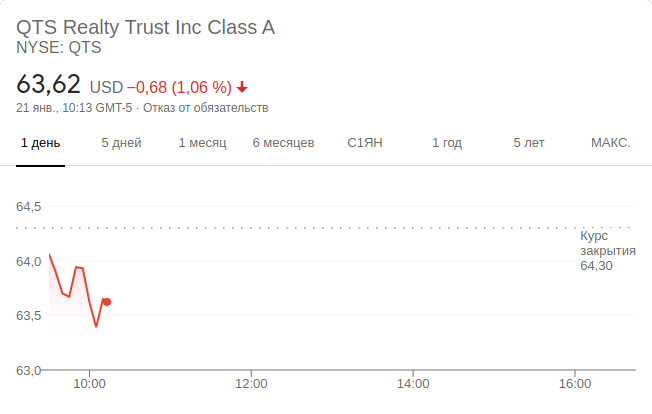 QTS Realty Trust Inc Class A
NYSE: QTS
63,62 USD −0,68 (1,06 %)
21 янв., 10:13 GMT-5 · Отказ от обязательств
1 день 5 дней 1 месяц 6 месяцев С1ЯН 1 год 5 лет МАКС.
64,5
Курс
закрытия
64,30
64,0
63,5
63,0
10:00 12:00 14:00 16:00